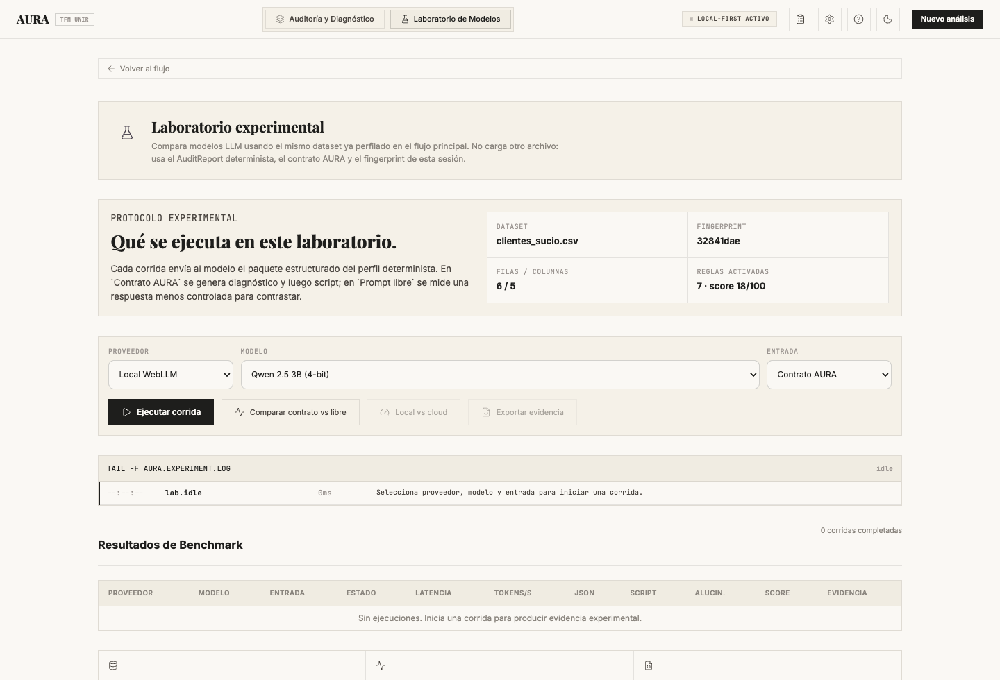 AURA TFM UNIR Auditoría y Diagnóstico Laboratorio de Modelos LOCAL-FIRST ACTIVO Nuevo análisis
Volver al flujo
Laboratorio experimental
Compara modelos LLM usando el mismo dataset ya perfilado en el flujo principal. No carga otro archivo:
usa el AuditReport determinista, el contrato AURA y el fingerprint de esta sesión.
PROTOCOLO EXPERIMENTAL
Qué se ejecuta en este laboratorio.
Cada corrida envía al modelo el paquete estructurado del perfil determinista. En
`Contrato AURA` se genera diagnóstico y luego script; en `Prompt libre` se mide una
respuesta menos controlada para contrastar.
DATASET
clientes_sucio.csv
FINGERPRINT
32841dae
FILAS / COLUMNAS
6 / 5
REGLAS ACTIVADAS
7 · score 18/100
PROVEEDOR MODELO ENTRADA
Local WebLLM Qwen 2.5 3B (4-bit) Contrato AURA
Ejecutar corrida Comparar contrato vs libre Local vs cloud Exportar evidencia
TAIL -F AURA.EXPERIMENT.LOG idle
--:--:-- lab.idle 0ms Selecciona proveedor, modelo y entrada para iniciar una corrida.
0 corridas completadas
Resultados de Benchmark
PROVEEDOR MODELO ENTRADA ESTADO LATENCIA TOKENS/S JSON SCRIPT ALUCIN. SCORE EVIDENCIA
Sin ejecuciones. Inicia una corrida para producir evidencia experimental.